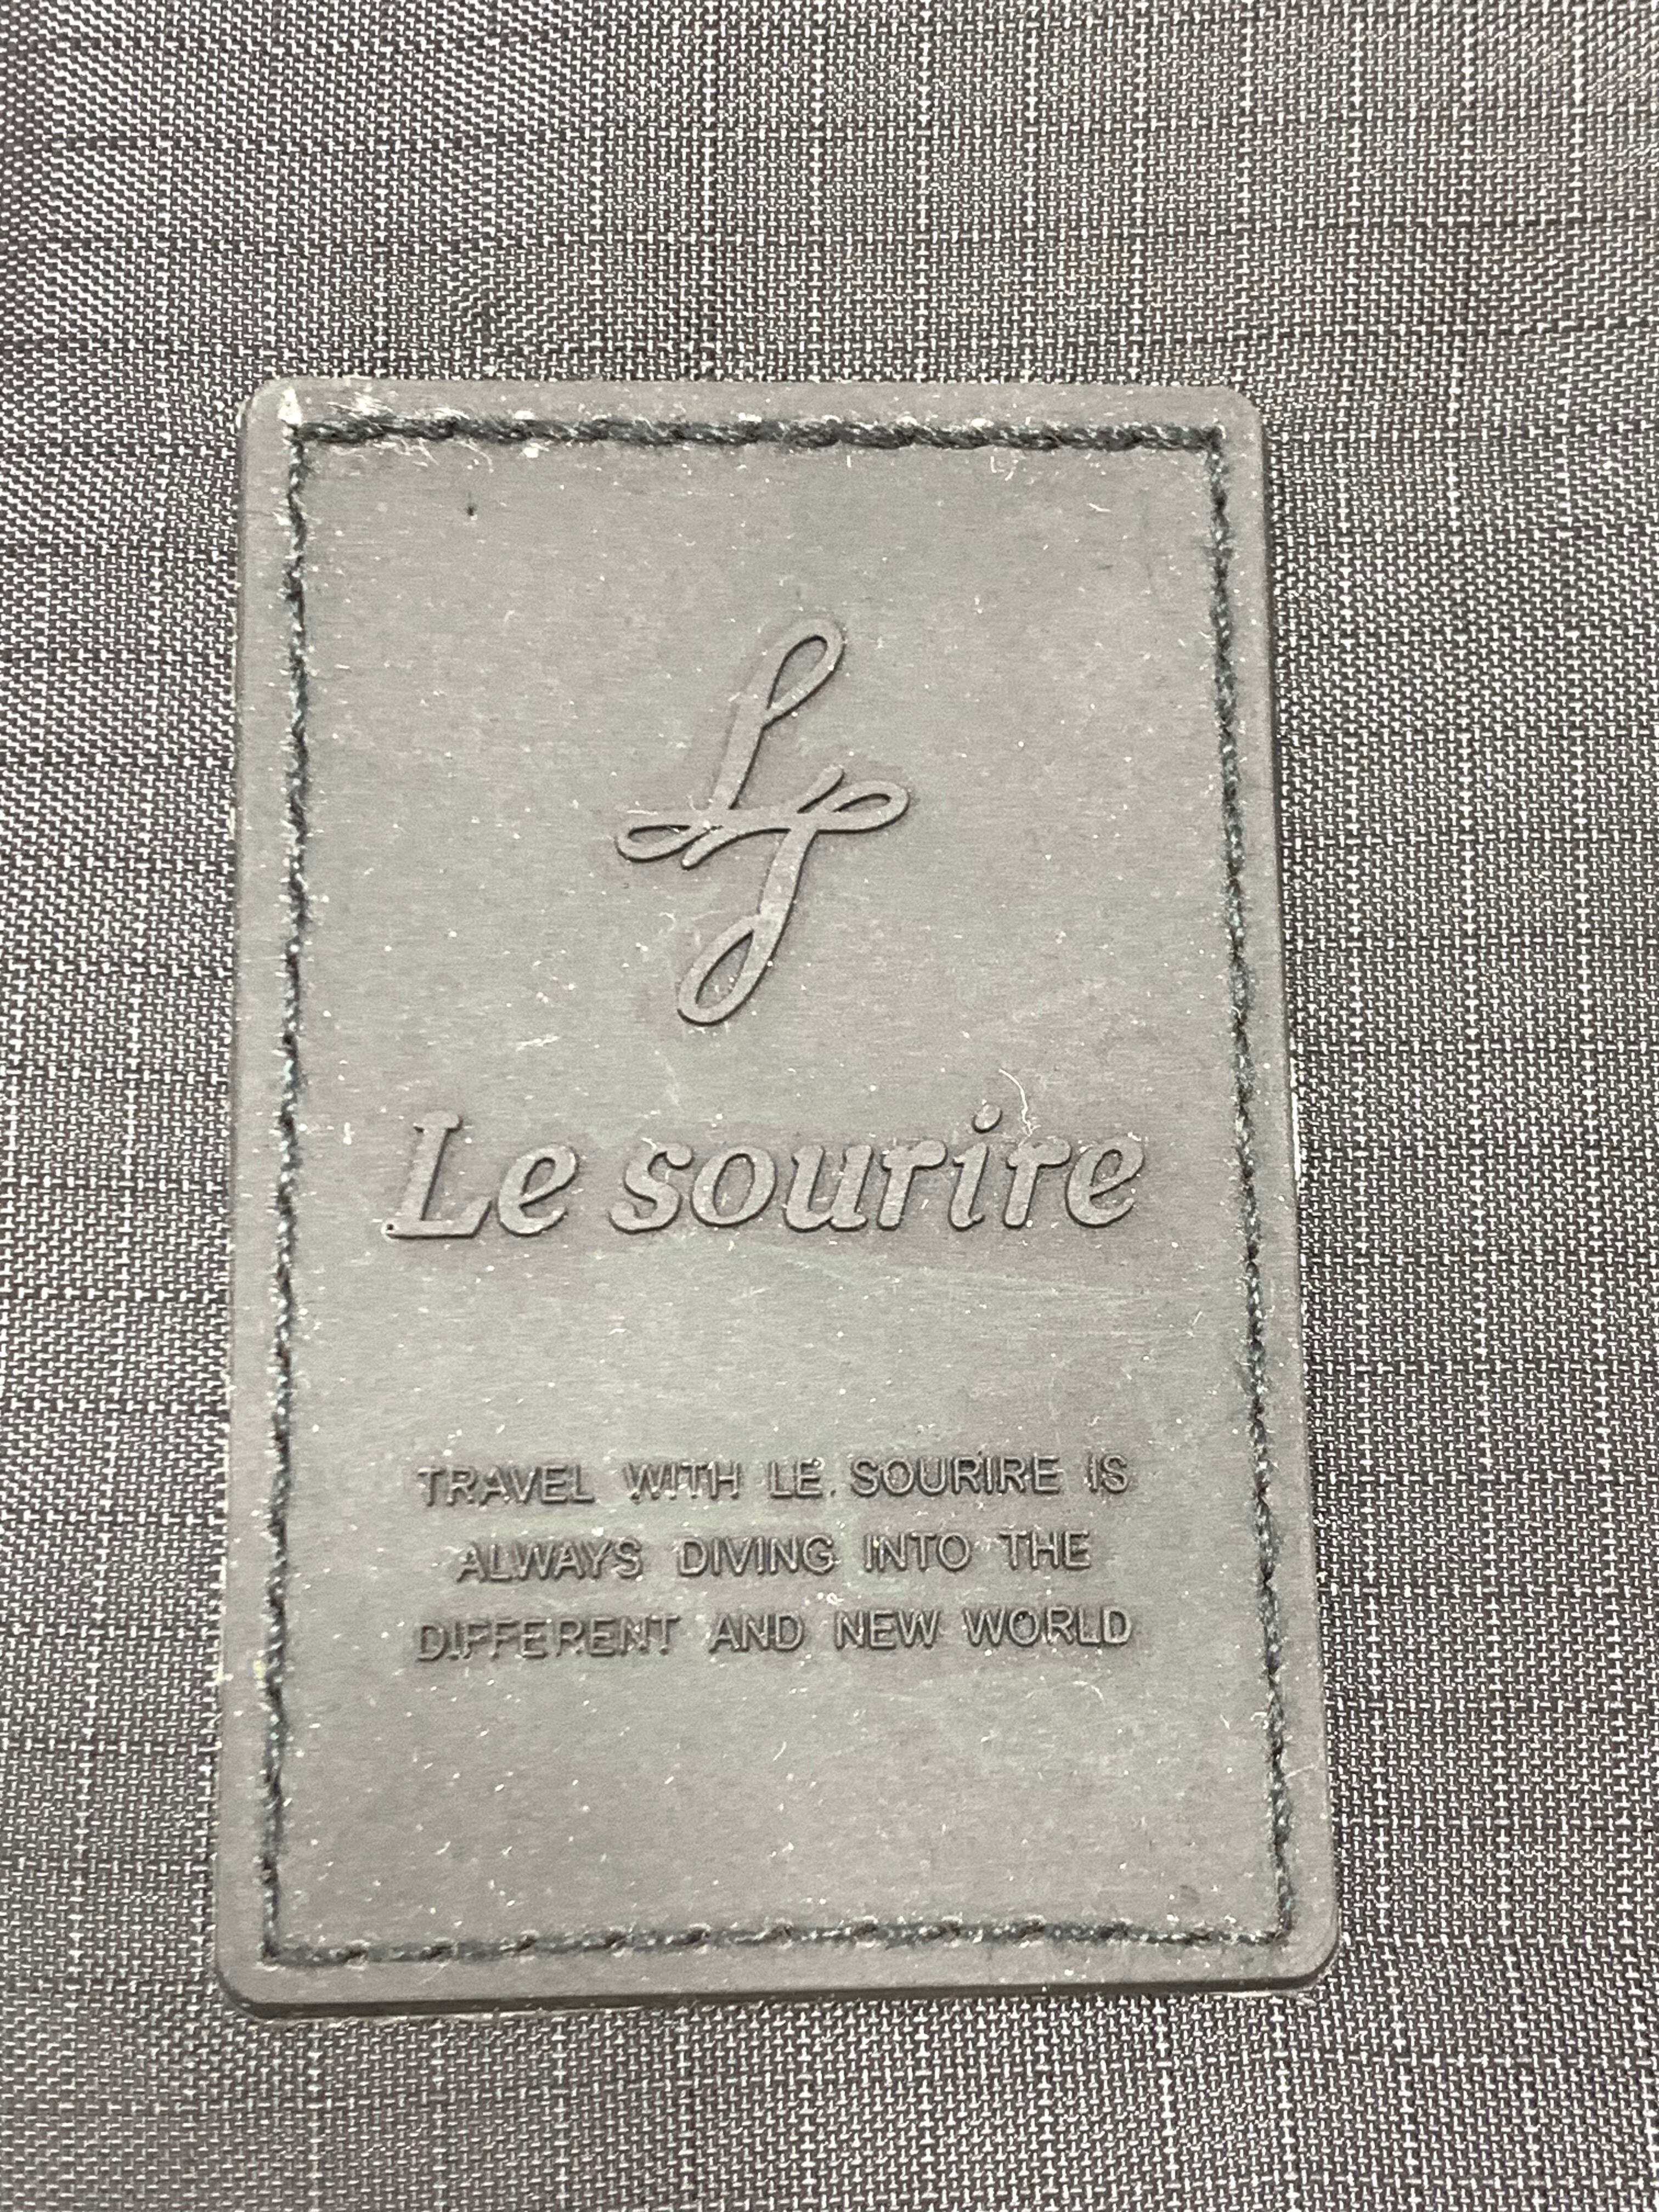 Le sourire
TRAVEL WITH LE SOURIRE IS
ALWAYS DIVING INTO THE
DIFFERENT AND NEW WORLD